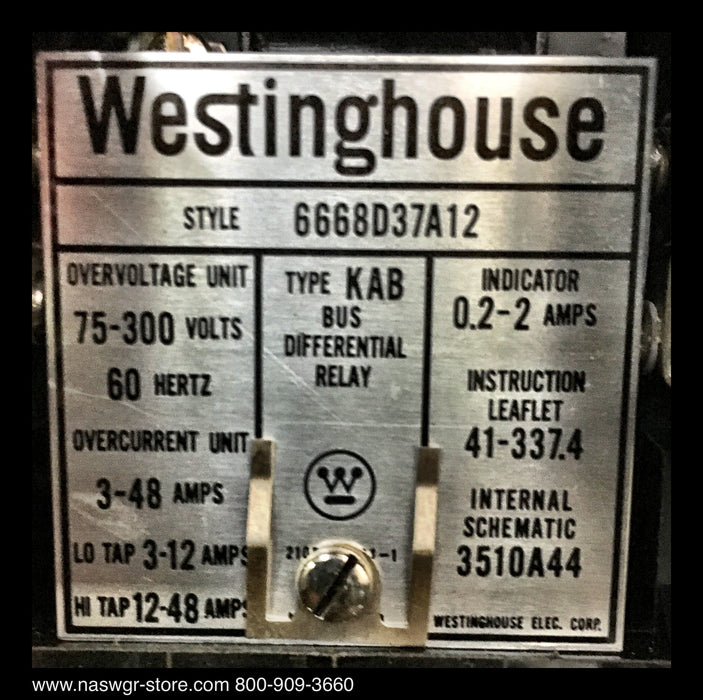 Westinghouse
STYLE 6668D37A12
OVERVOLTAGE UNIT
75-300 VOLTS
60 HERTZ
OVERCURRENT UNIT
3-48 AMPS
LO TAP 3-12 AMPS
HI TAP 12-48 AMPS
TYPE KAB
BUS
DIFFERENTIAL
RELAY
W
INDICATOR
0.2-2 AMPS
INSTRUCTION
LEAFLET
41-337.4
INTERNAL
SCHEMATIC
3510A44
WESTINGHOUSE ELEC. CORP.
www.naswgr-store.com 800-909-3660